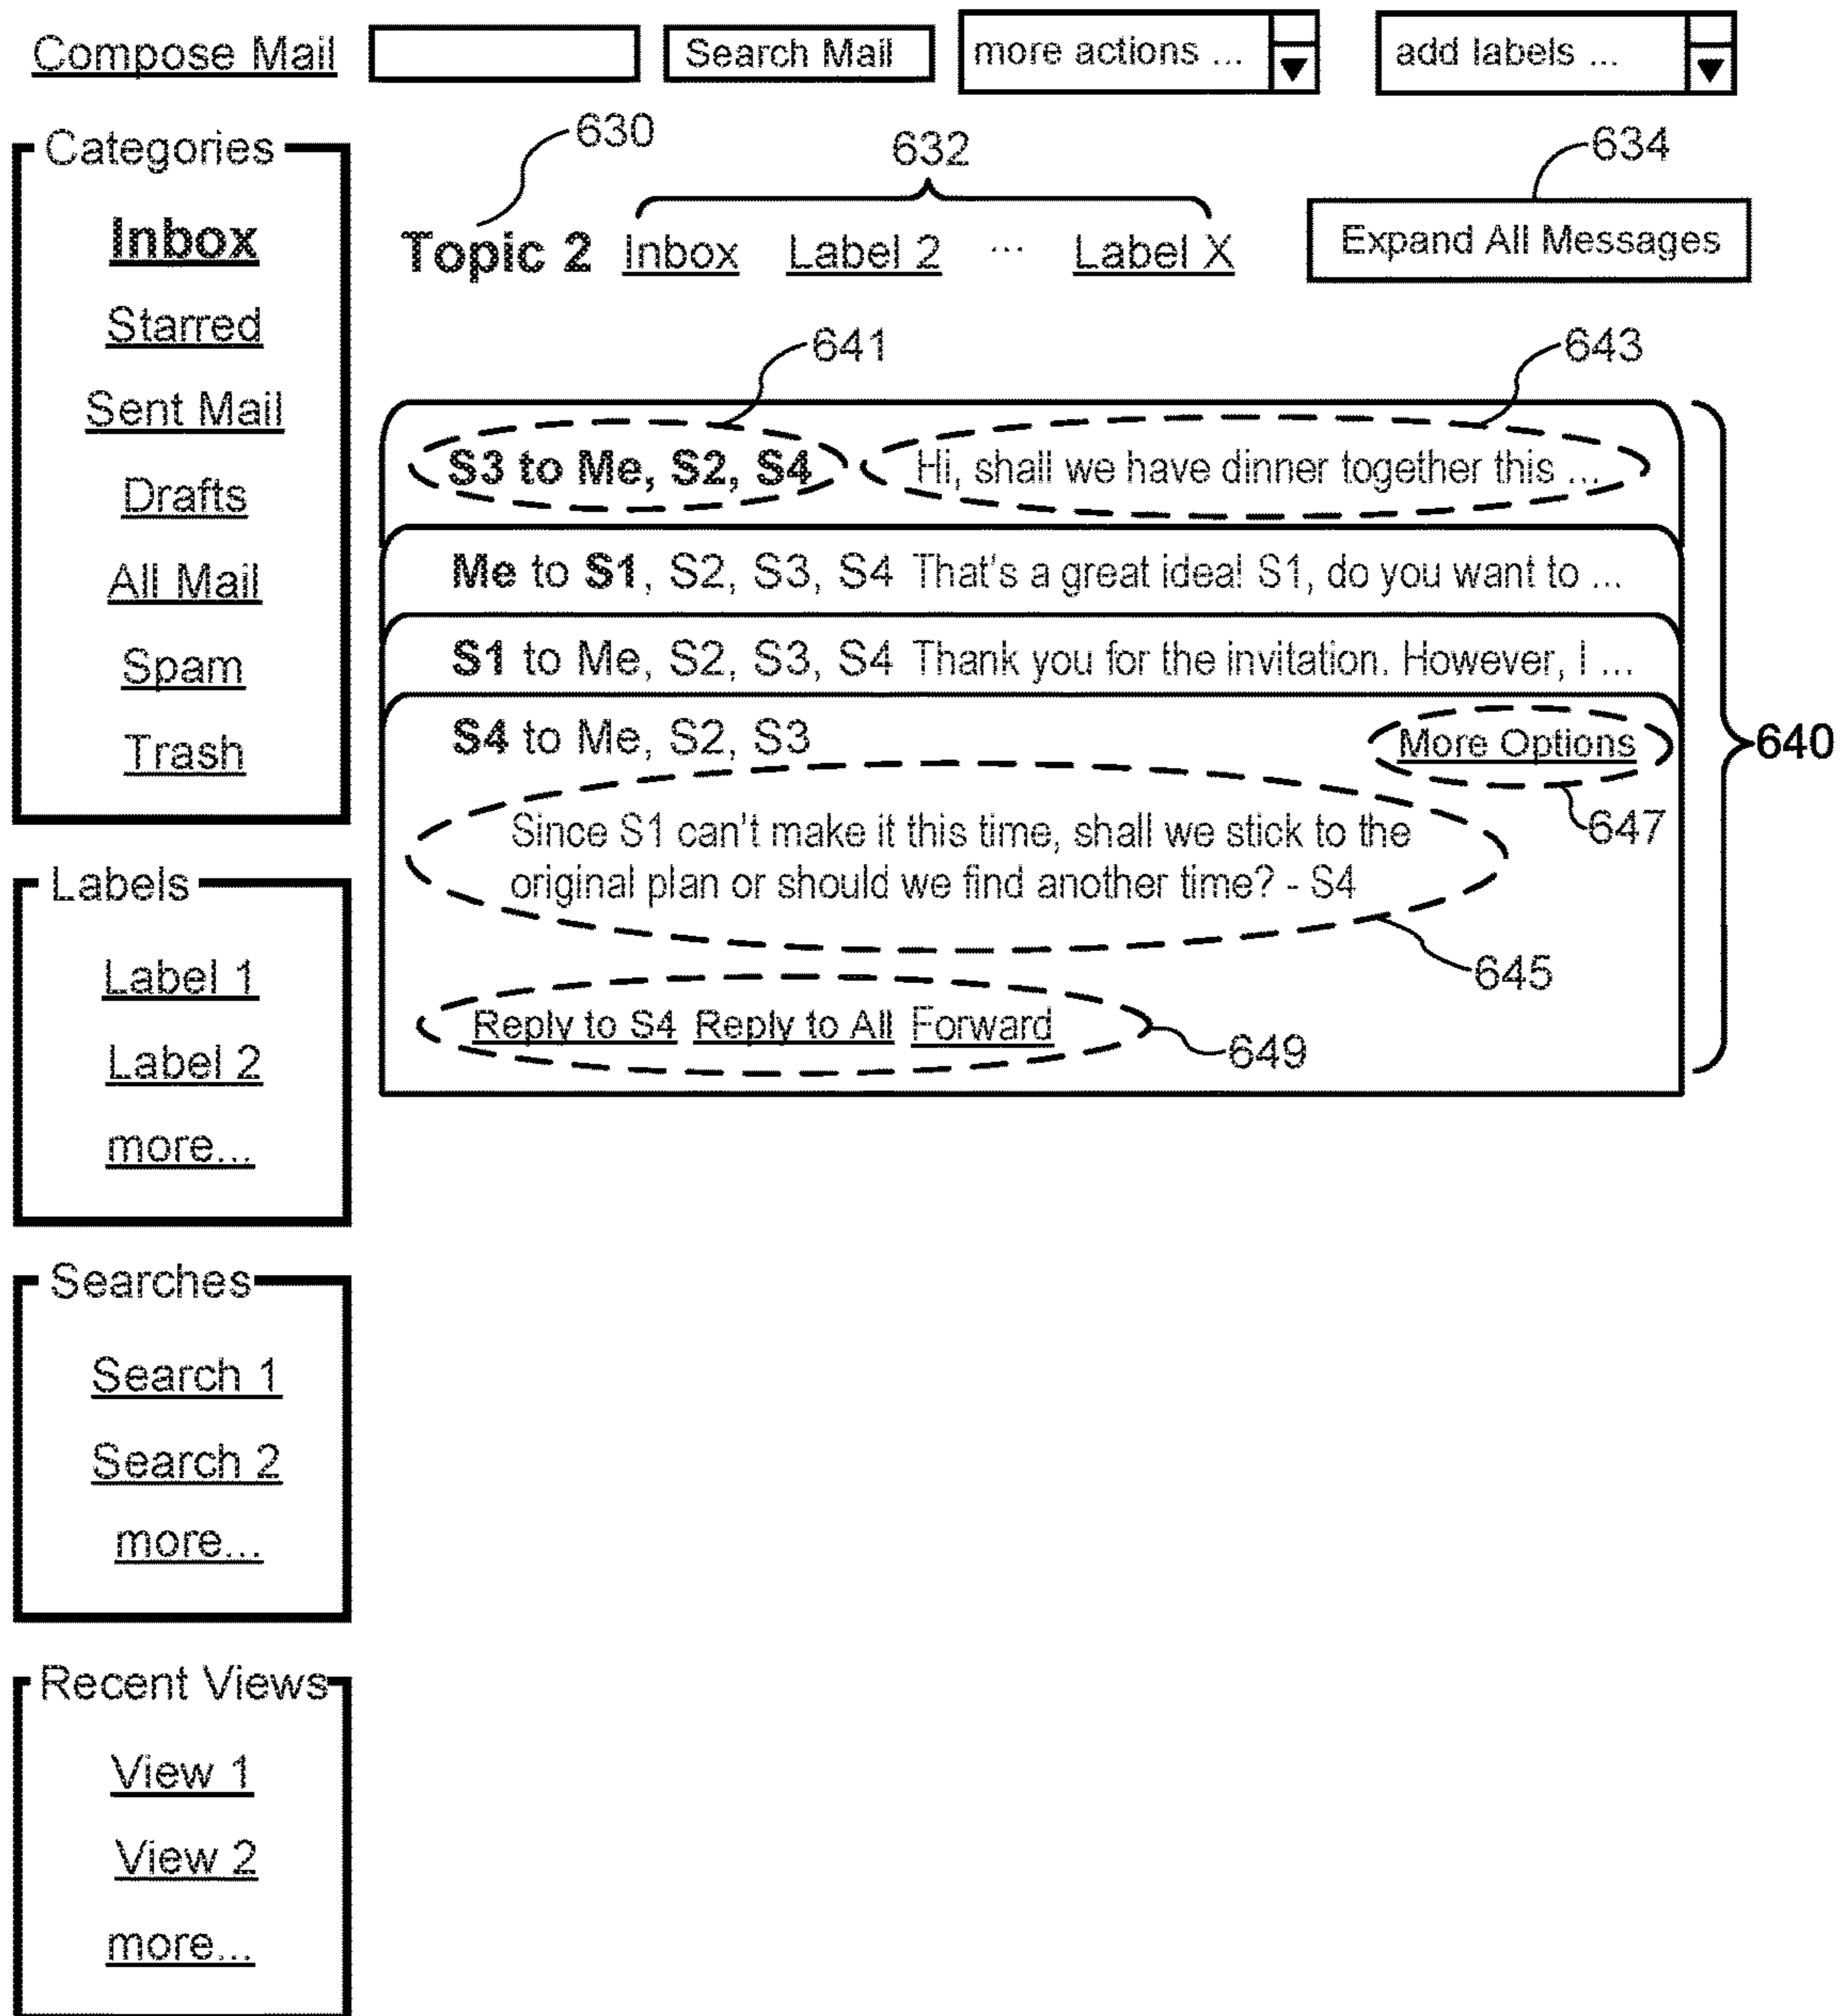 Compose Mail Search Mail more actions ... add labels ...
Categories
Inbox
Starred
Sent Mail
Drafts
All Mail
Spam
Trash
Labels
Label 1
Label 2
more...
Searches
Search 1
Search 2
more...
Recent Views
View 1
View 2
more...
630
632
634
Topic 2 Inbox Label 2 ... Label X Expand All Messages
641
643
S3 to Me, S2, S4 Hi, shall we have dinner together this ...
Me to S1, S2, S3, S4 That's a great idea! S1, do you want to ...
S1 to Me, S2, S3, S4 Thank you for the invitation. However, I ...
S4 to Me, S2, S3 More Options
640
647
Since S1 can't make it this time, shall we stick to the
original plan or should we find another time? - S4
645
Reply to S4 Reply to All Forward
649